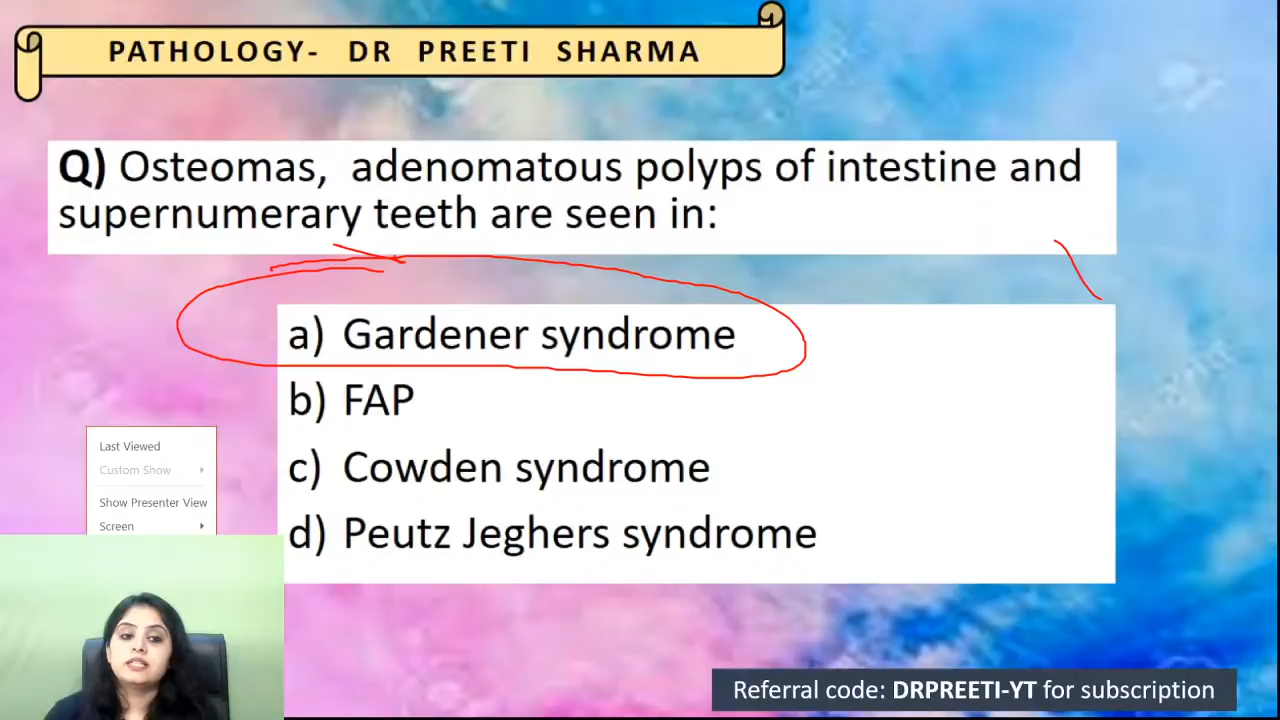 PATHOLOGY- DR PREETI SHARMA
Q) Osteomas, adenomatous polyps of intestine and
supernumerary teeth are seen in:
a) Gardener syndrome
b) FAP
c) Cowden syndrome
d) Peutz Jeghers syndrome
Last Viewed
Custom Show
Show Presenter View
Screen
Referral code: DRPREETI-YT for subscription